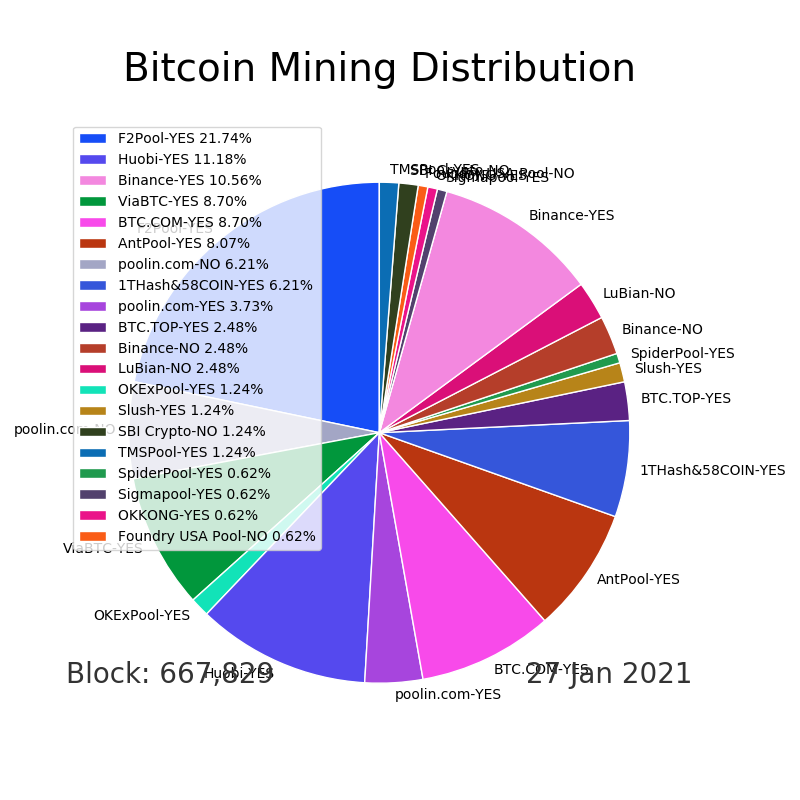 Bitcoin Mining Distribution
F2Pool-YES 21.74%
Huobi-YES 11.18%
Binance-YES 10.56%
ViaBTC-YES 8.70%
BTC.COM-YES 8.70%
AntPool-YES 8.07%
poolin.com-NO 6.21%
1THash&58COIN-YES 6.21%
poolin.com-YES 3.73%
BTC.TOP-YES 2.48%
Binance-NO 2.48%
LuBian-NO 2.48%
OKExPool-YES 1.24%
Slush-YES 1.24%
SBI Crypto-NO 1.24%
TMSPool-YES 1.24%
SpiderPool-YES 0.62%
Sigmapool-YES 0.62%
OKKONG-YES 0.62%
Foundry USA Pool-NO 0.62%
TMSPool-YES
SBI Crypto-NO
Foundry USA Pool-NO
OKKONG-YES
Sigmapool-YES
Binance-YES
LuBian-NO
Binance-NO
SpiderPool-YES
Slush-YES
BTC.TOP-YES
1THash&58COIN-YES
AntPool-YES
BTC.COM-YES
poolin.com-YES
Huobi-YES
OKExPool-YES
ViaBTC-YES
poolin.com-NO
F2Pool-YES
Block: 667,829
27 Jan 2021